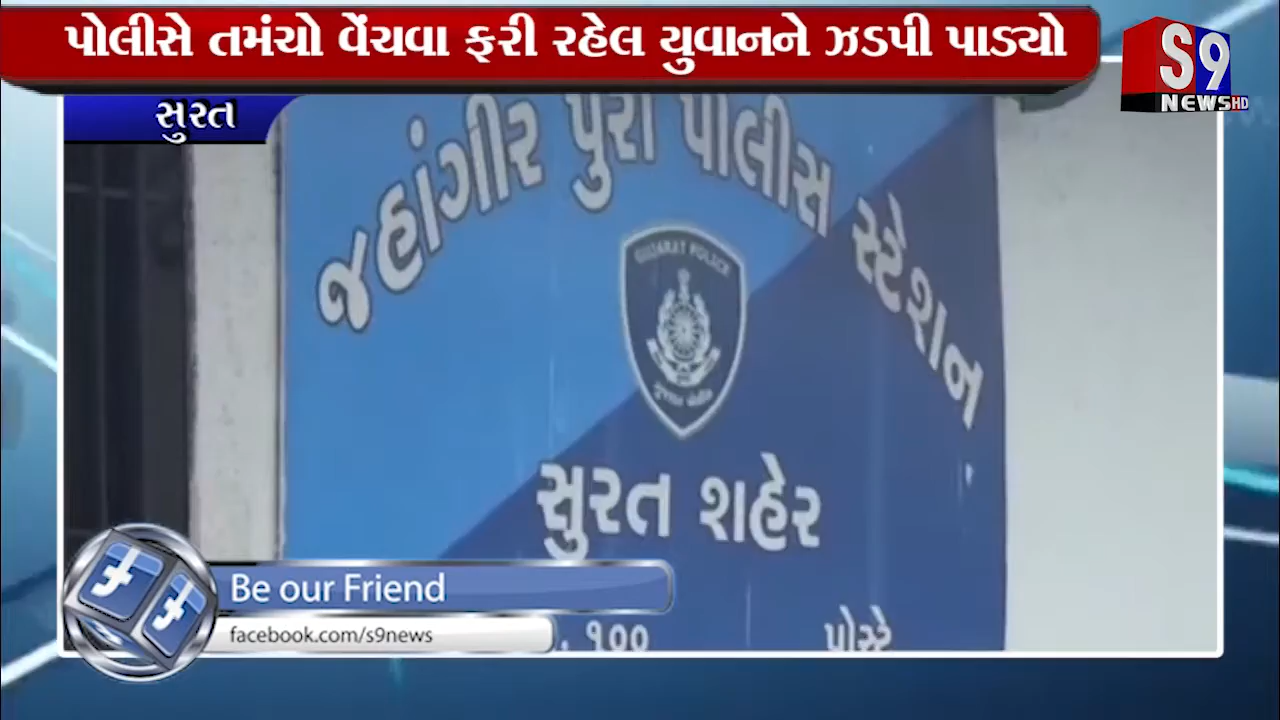 પોલીસે તમંચો વેંચવા ફરી રહેલ યુવાનને ઝડપી પાડ્યો
S9
NEWS HD
સુરત
જહાંગીર પુરા પોલીસ સ્ટેશન
GUJARAT POLICE
સુરત શહેર
Be our Friend
facebook.com/s9news
. ૧૦૦